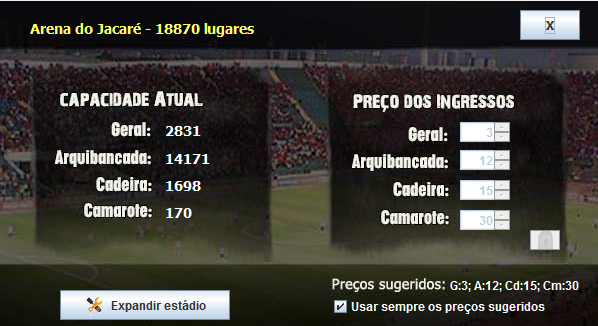 Arena do Jacaré - 18870 lugares
X
CAPACIDADE ATUAL
Geral: 2831
Arquibancada: 14171
Cadeira: 1698
Camarote: 170
PREÇO DOS INGRESSOS
Geral: 3
Arquibancada: 12
Cadeira: 15
Camarote: 30
Expandir estádio
Preços sugeridos: G:3; A:12; Cd:15; Cm:30
Usar sempre os preços sugeridos